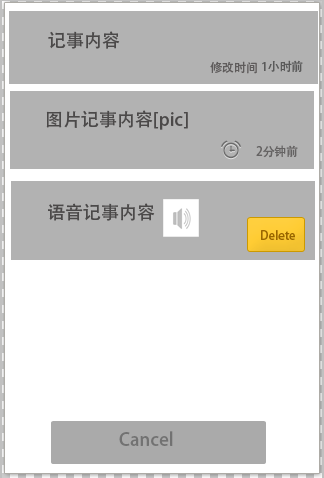 记事内容
修改时间 1小时前
图片记事内容[pic]
2分钟前
语音记事内容
Delete
Cancel